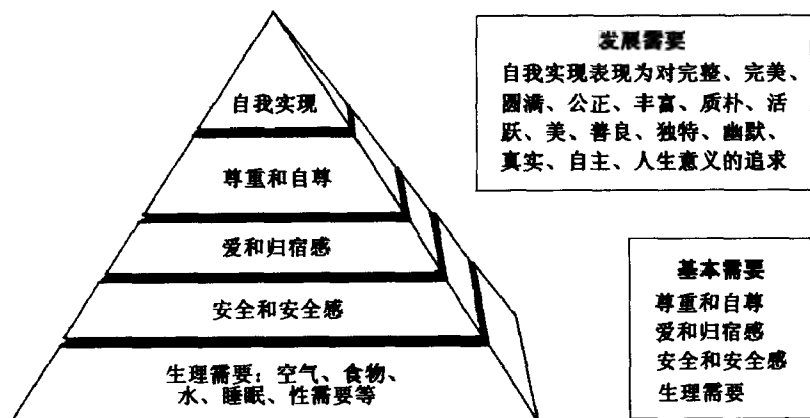 自我实现
尊重和自尊
爱和归宿感
安全和安全感
生理需要：空气、食物、
水、睡眠、性需要等
发展需要
自我实现表现为对完整、完美、
圆满、公正、丰富、质朴、活
跃、美、善良、独特、幽默、
真实、自主、人生意义的追求
基本需要
尊重和自尊
爱和归宿感
安全和安全感
生理需要